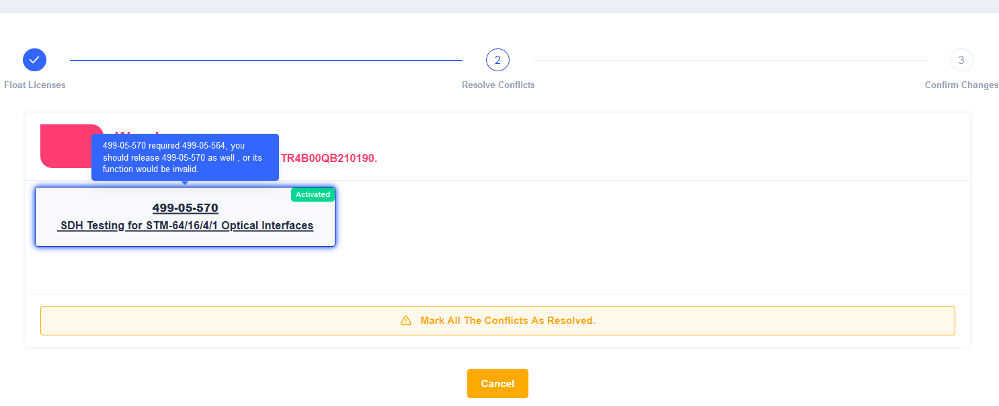 2
3
Float Licenses
Resolve Conflicts
Confirm Changes
499-05-570 required 499-05-564, you
should release 499-05-570 as well , or its
function would be invalid.
TR4B00QB210190.
Activated
499-05-570
SDH Testing for STM-64/16/4/1 Optical Interfaces
Mark All The Conflicts As Resolved.
Cancel